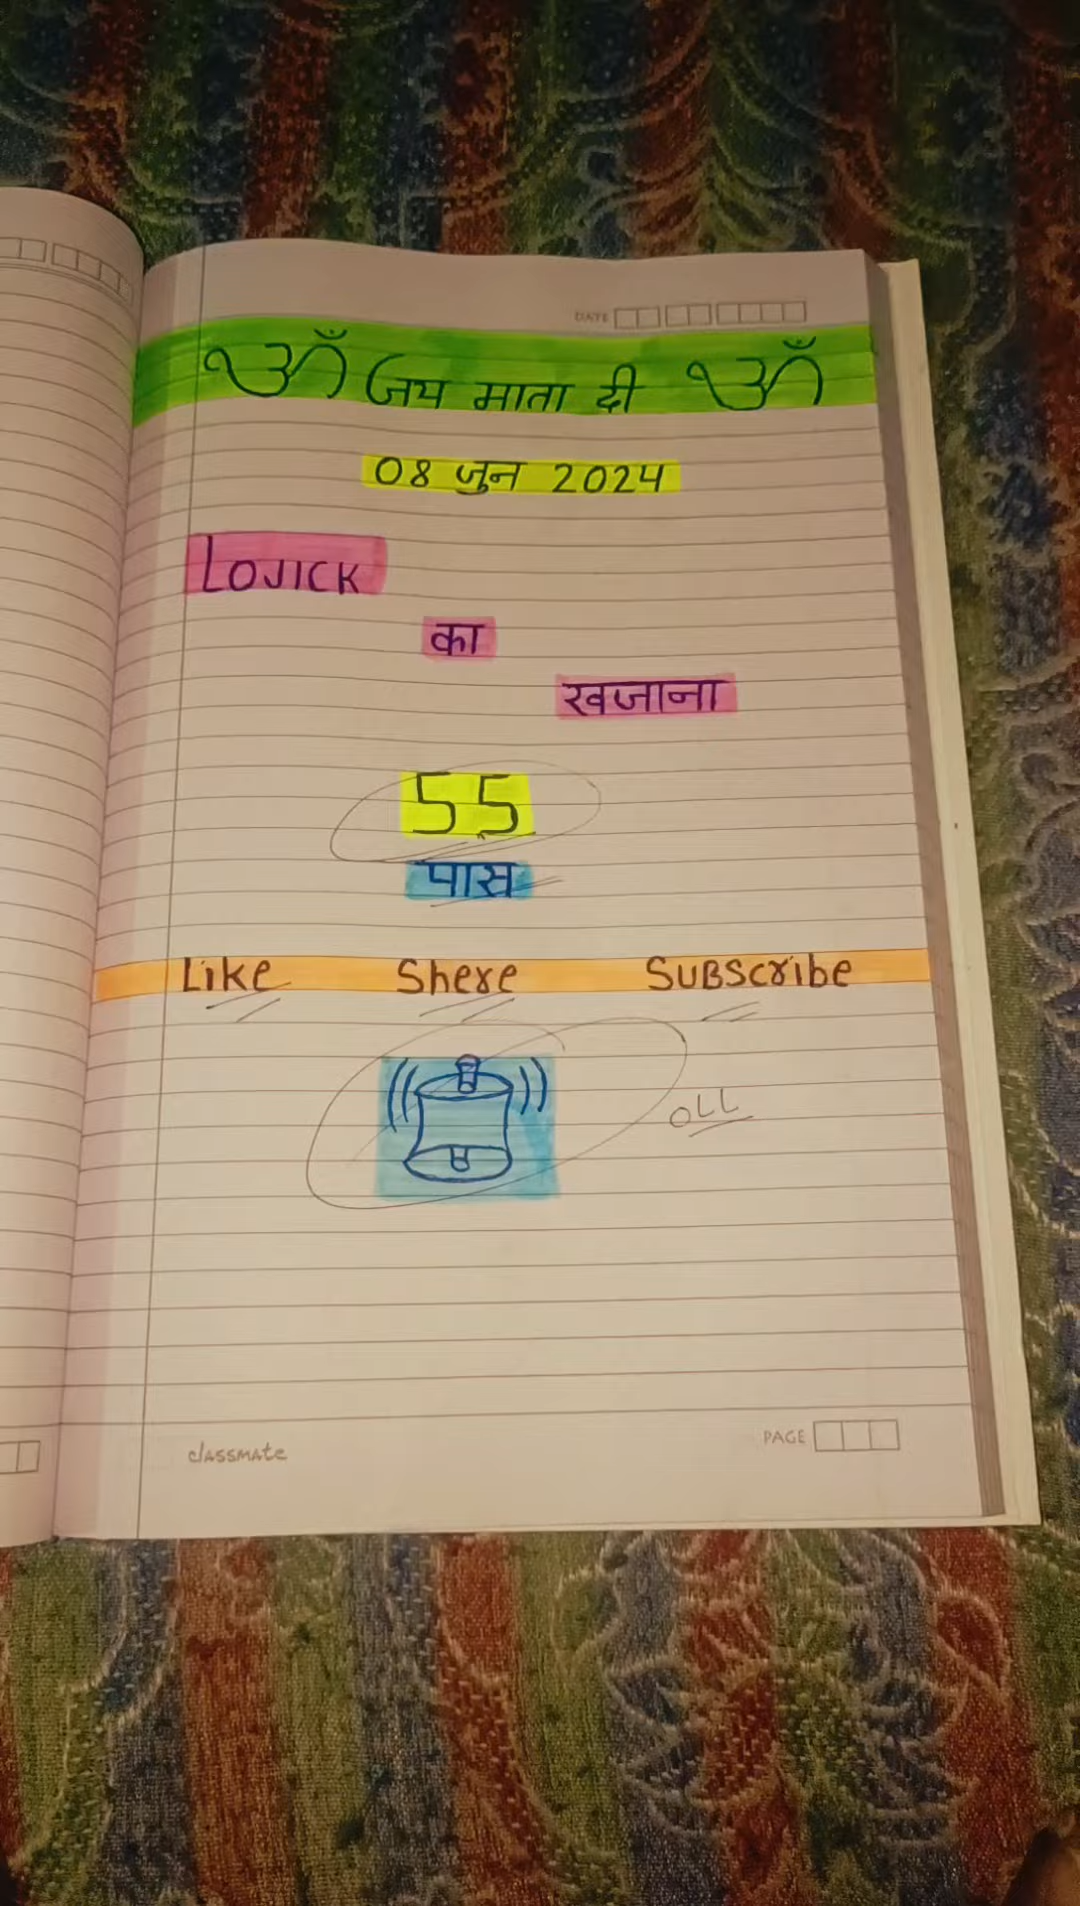 DATE
ॐ जय माता दी ॐ
08 जुन 2024
LOJICK
का
खजाना
55
पास
Like Shere SUBScribe
OLL
classmate
PAGE